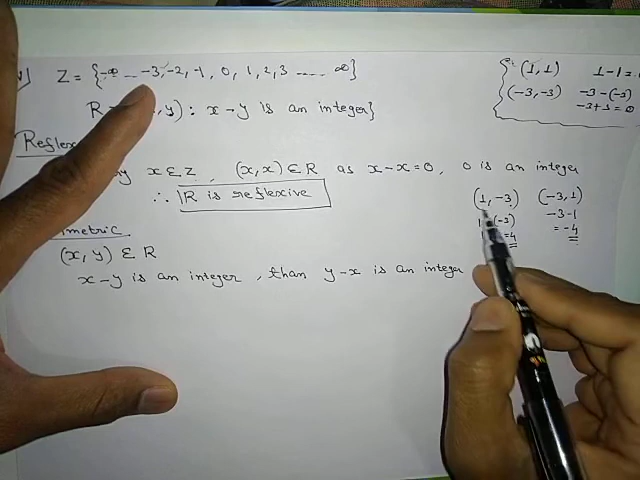 Z = {-∞ ... -3, -2, -1, 0, 1, 2, 3 .... ∞}
R = , y) : x-y is an integer}
(1, 1) 1-1=
(-3, -3) -3-(-3)
-3+3=0
Reflex
x ∈ Z , (x, x) ∈ R as x-x=0, 0 is an integer
∴ R is reflexive
(1, -3) (-3, 1)
(-3) -3-1
=4 = -4
metric
(x, y) ∈ R
x-y is an integer, than y-x is an integer